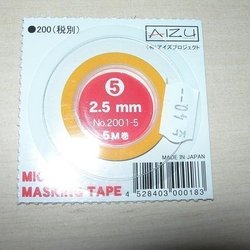 ●200(税別)
AIZU
(有)アイズプロジェクト
5
2.5 mm
No.2001-5
5M巻
MADE IN JAPAN
MIC
MASKING TAPE
4 528403 000183